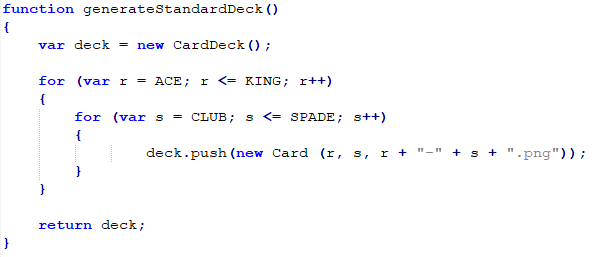 function generateStandardDeck()
{
    var deck = new CardDeck();

    for (var r = ACE; r <= KING; r++)
    {
        for (var s = CLUB; s <= SPADE; s++)
        {
                deck.push(new Card (r, s, r + "-" + s + ".png"));
        }
    }

    return deck;
}